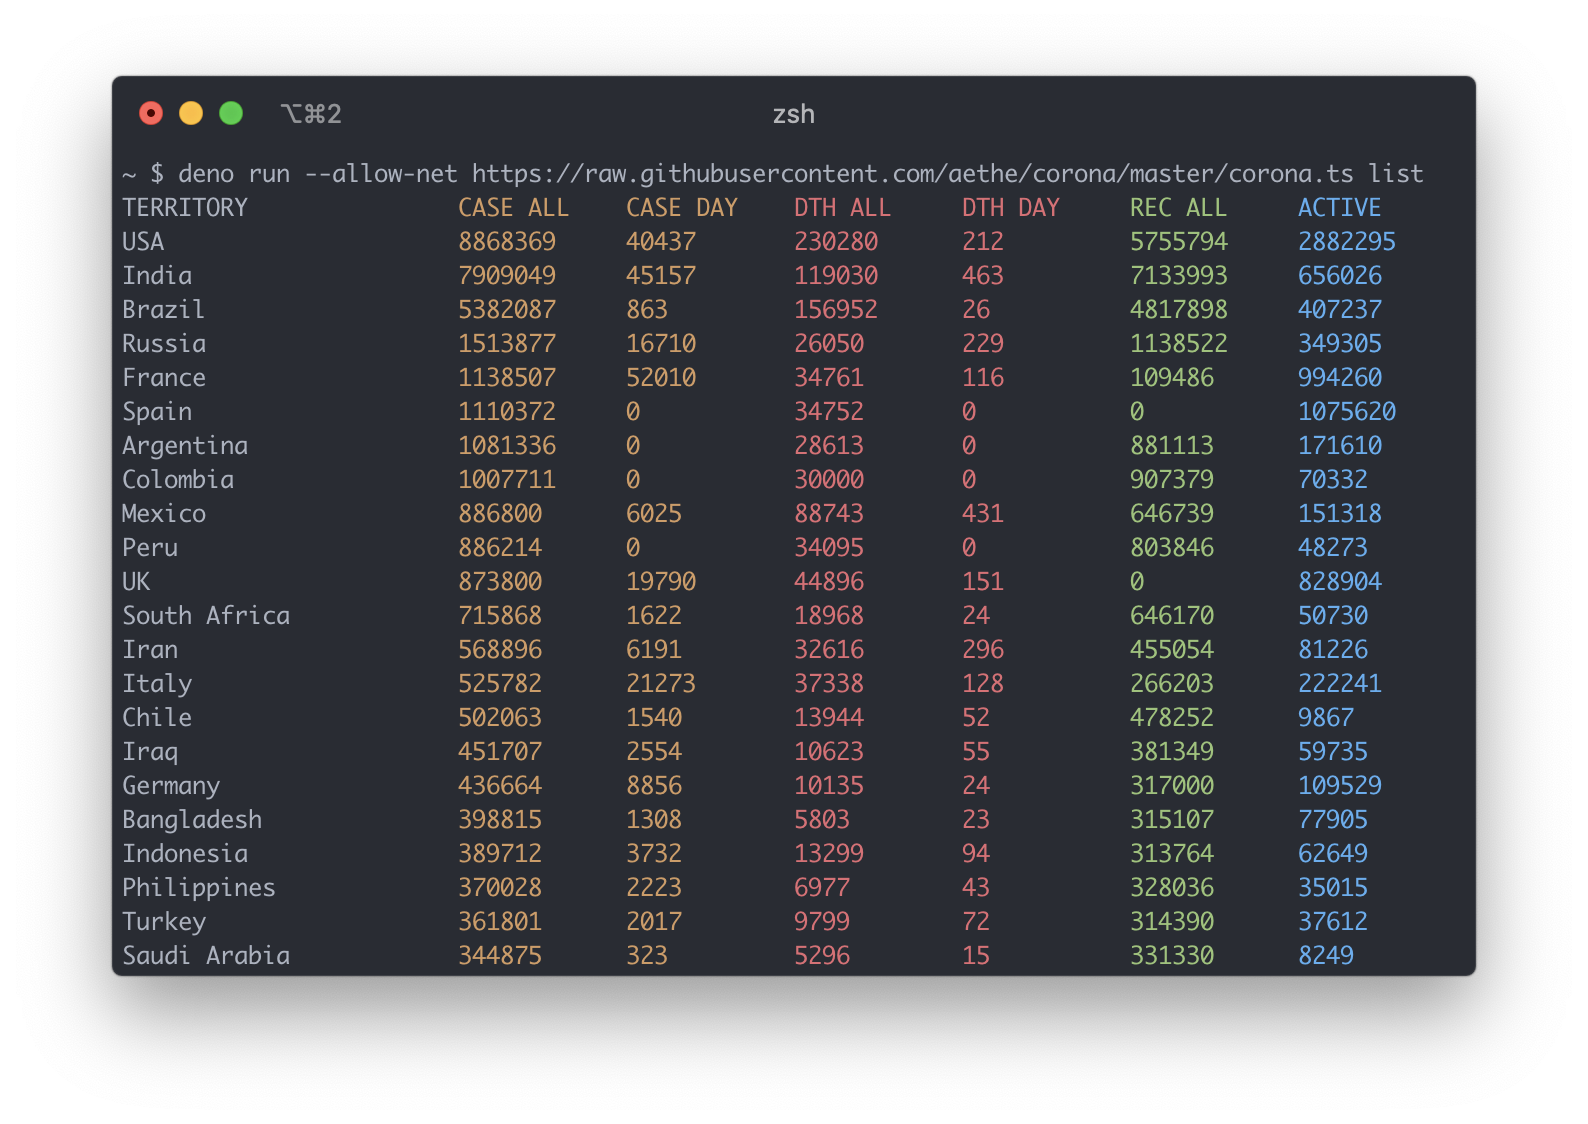 ⌥⌘2 zsh
~ $ deno run --allow-net https://raw.githubusercontent.com/aethe/corona/master/corona.ts list
TERRITORY CASE ALL CASE DAY DTH ALL DTH DAY REC ALL ACTIVE
USA 8868369 40437 230280 212 5755794 2882295
India 7909049 45157 119030 463 7133993 656026
Brazil 5382087 863 156952 26 4817898 407237
Russia 1513877 16710 26050 229 1138522 349305
France 1138507 52010 34761 116 109486 994260
Spain 1110372 0 34752 0 0 1075620
Argentina 1081336 0 28613 0 881113 171610
Colombia 1007711 0 30000 0 907379 70332
Mexico 886800 6025 88743 431 646739 151318
Peru 886214 0 34095 0 803846 48273
UK 873800 19790 44896 151 0 828904
South Africa 715868 1622 18968 24 646170 50730
Iran 568896 6191 32616 296 455054 81226
Italy 525782 21273 37338 128 266203 222241
Chile 502063 1540 13944 52 478252 9867
Iraq 451707 2554 10623 55 381349 59735
Germany 436664 8856 10135 24 317000 109529
Bangladesh 398815 1308 5803 23 315107 77905
Indonesia 389712 3732 13299 94 313764 62649
Philippines 370028 2223 6977 43 328036 35015
Turkey 361801 2017 9799 72 314390 37612
Saudi Arabia 344875 323 5296 15 331330 8249